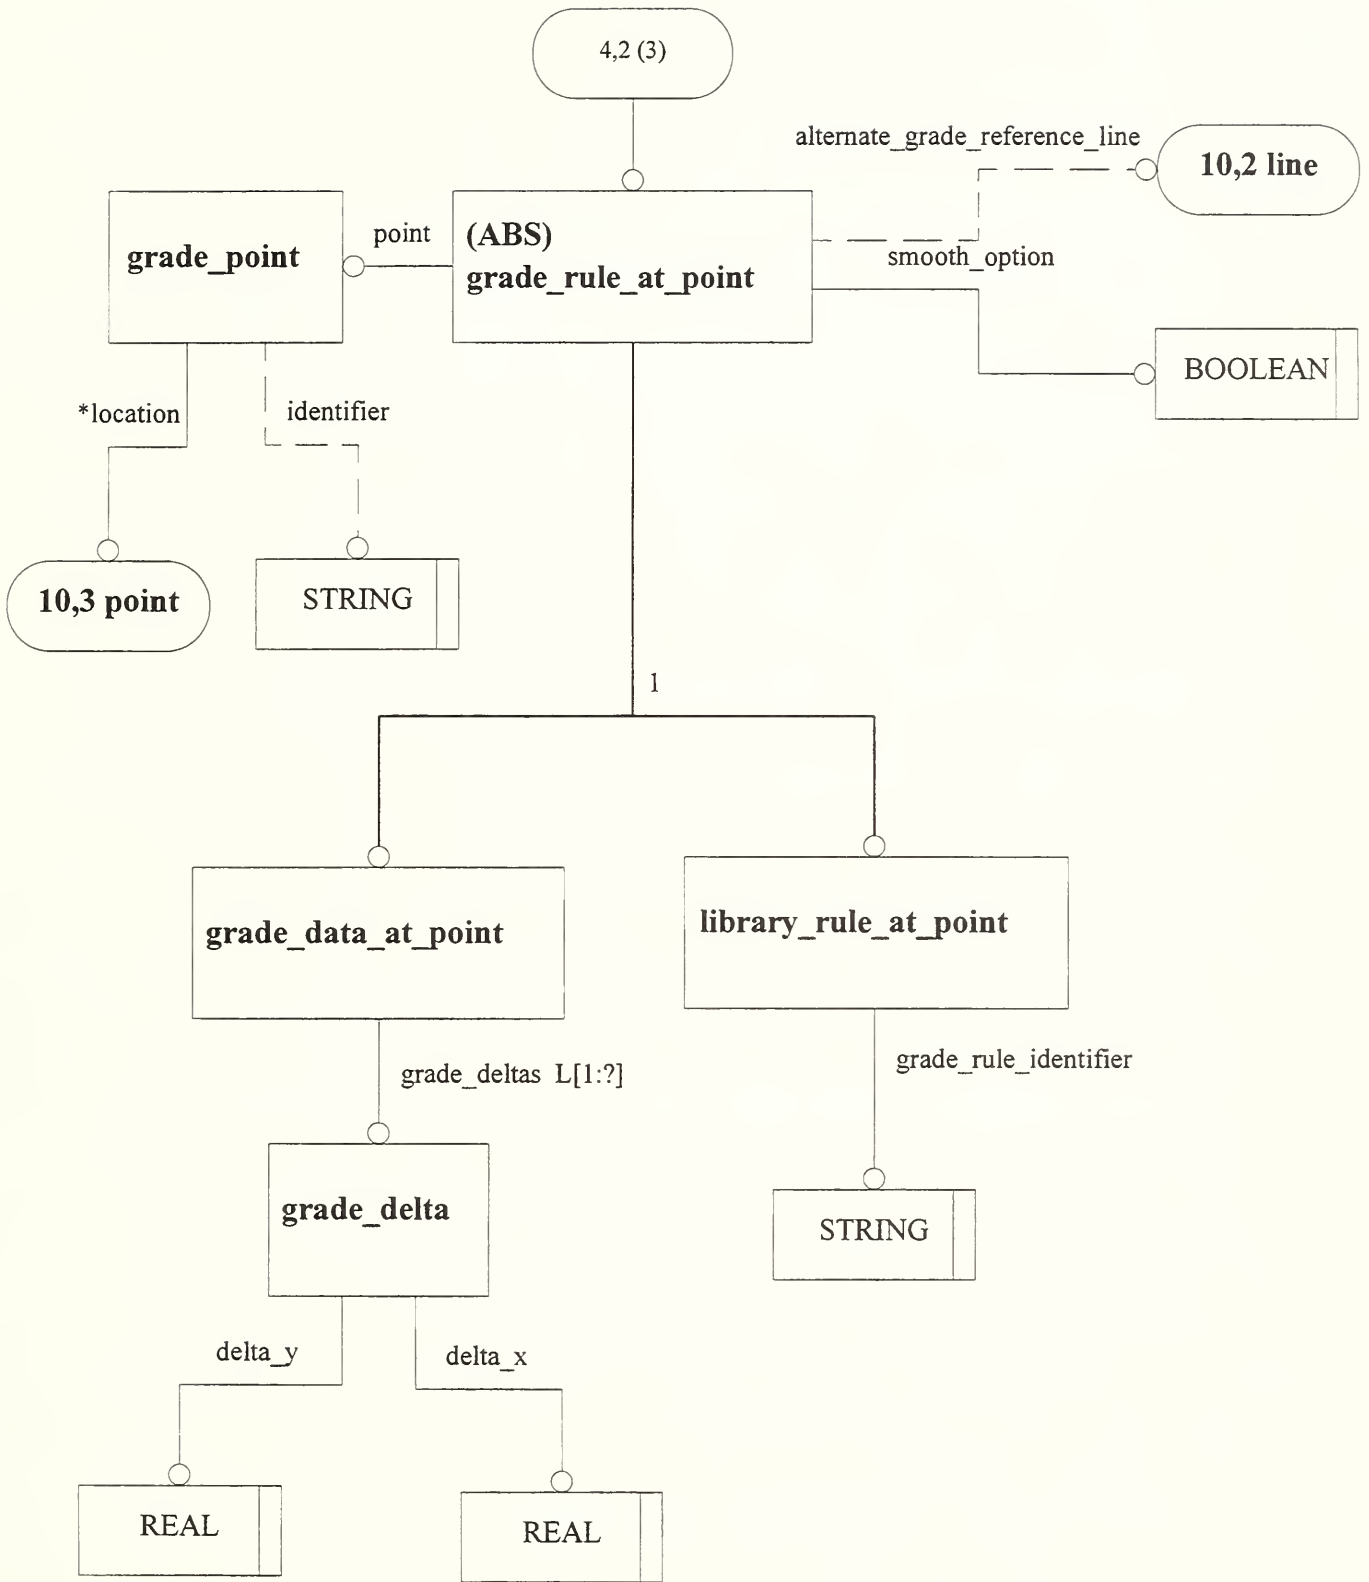 4,2 (3)
alternate_grade_reference_line
10,2 line
grade_point
point
(ABS)
grade_rule_at_point
smooth_option
BOOLEAN
*location
identifier
10,3 point
STRING
1
grade_data_at_point
library_rule_at_point
grade_deltas L[1:?]
grade_rule_identifier
grade_delta
STRING
delta_y
delta_x
REAL
REAL